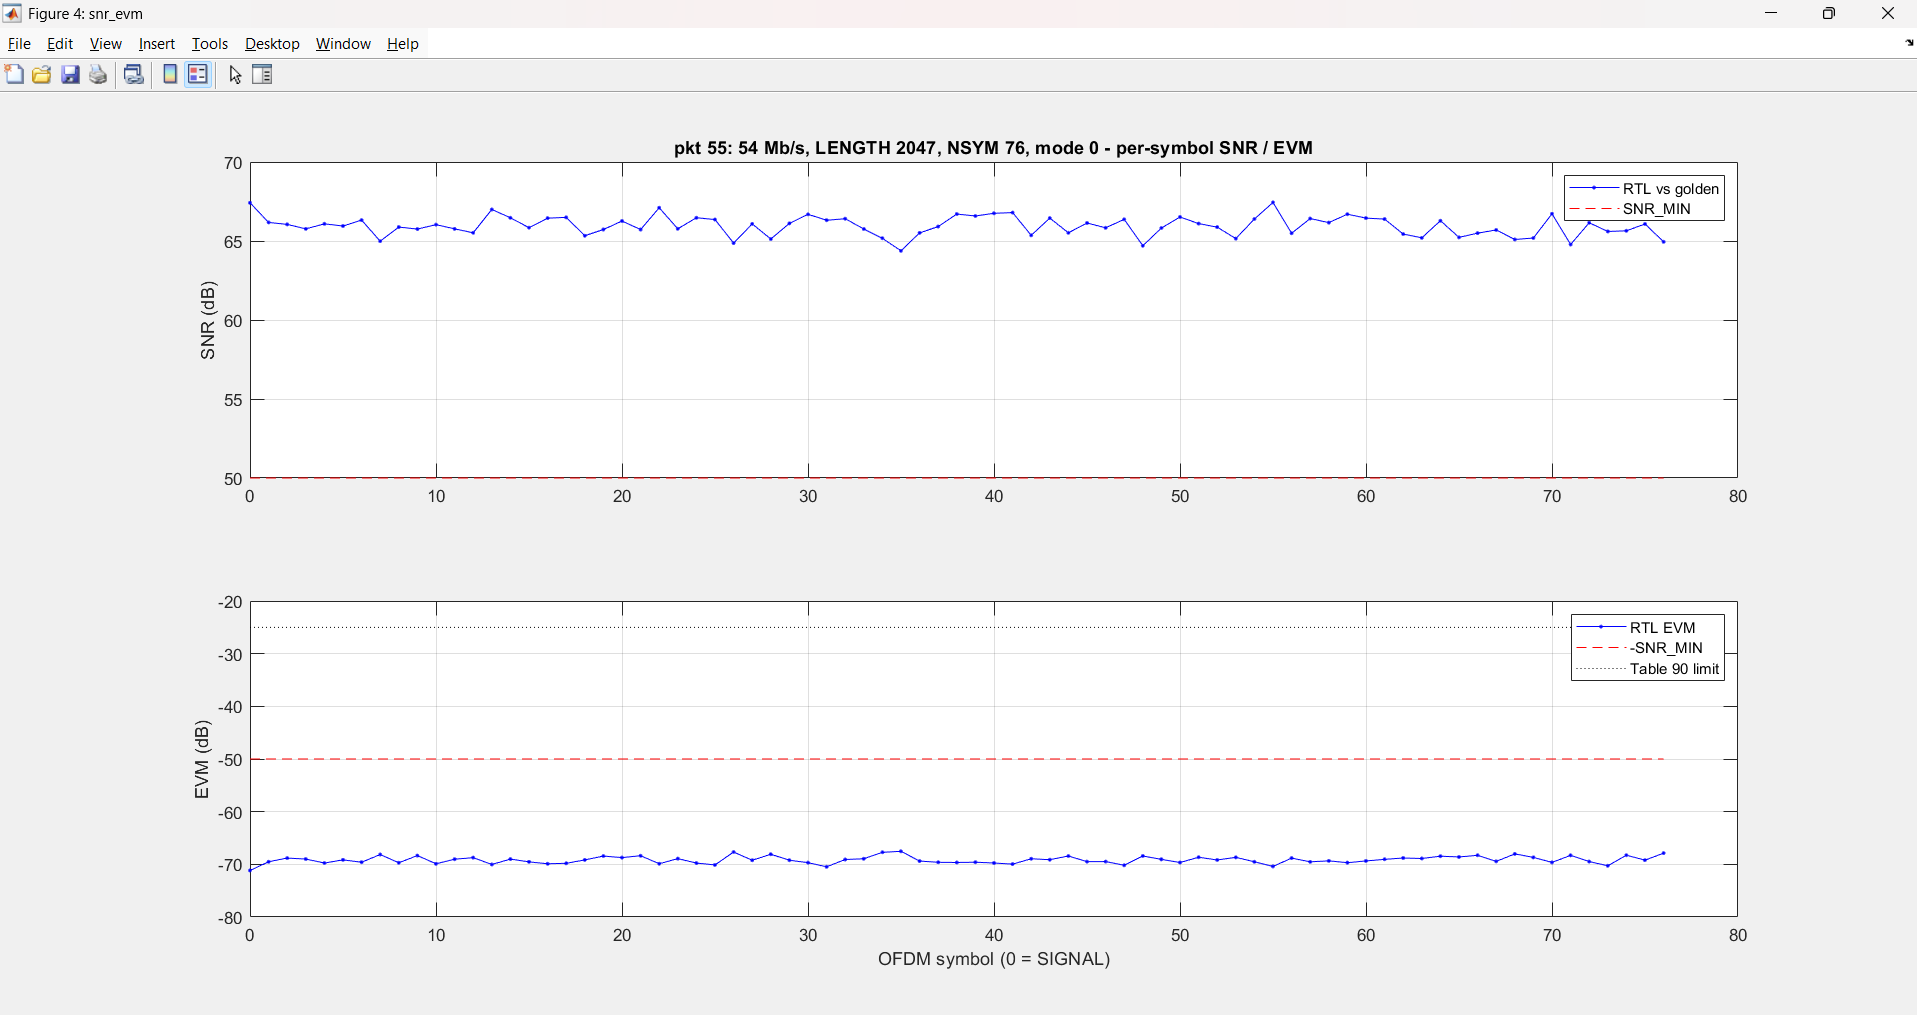 Figure 4: snr_evm
File Edit View Insert Tools Desktop Window Help
pkt 55: 54 Mb/s, LENGTH 2047, NSYM 76, mode 0 - per-symbol SNR / EVM
SNR (dB)
70
65
60
55
50
0 10 20 30 40 50 60 70 80
RTL vs golden
SNR_MIN
EVM (dB)
-20
-30
-40
-50
-60
-70
-80
0 10 20 30 40 50 60 70 80
RTL EVM
-SNR_MIN
Table 90 limit
OFDM symbol (0 = SIGNAL)